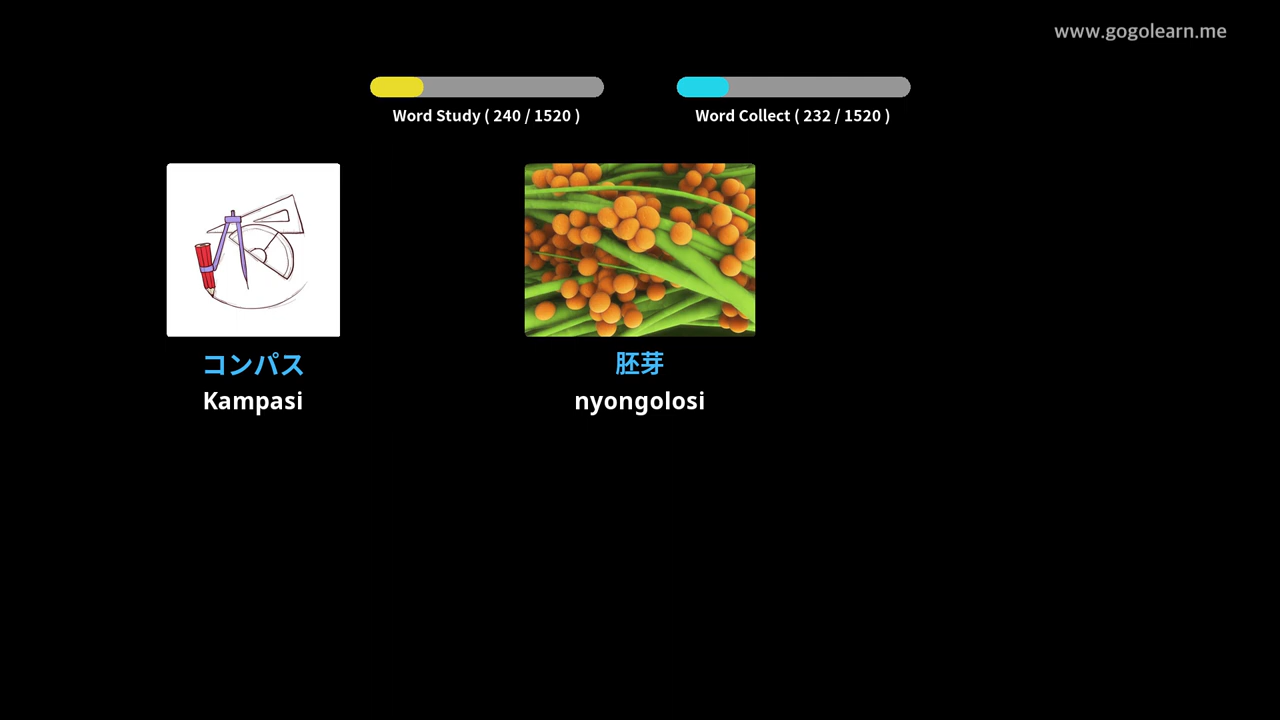 www.gogolearn.me
Word Study ( 240 / 1520 )
Word Collect ( 232 / 1520 )
コンパス
Kampasi
胚芽
nyongolosi